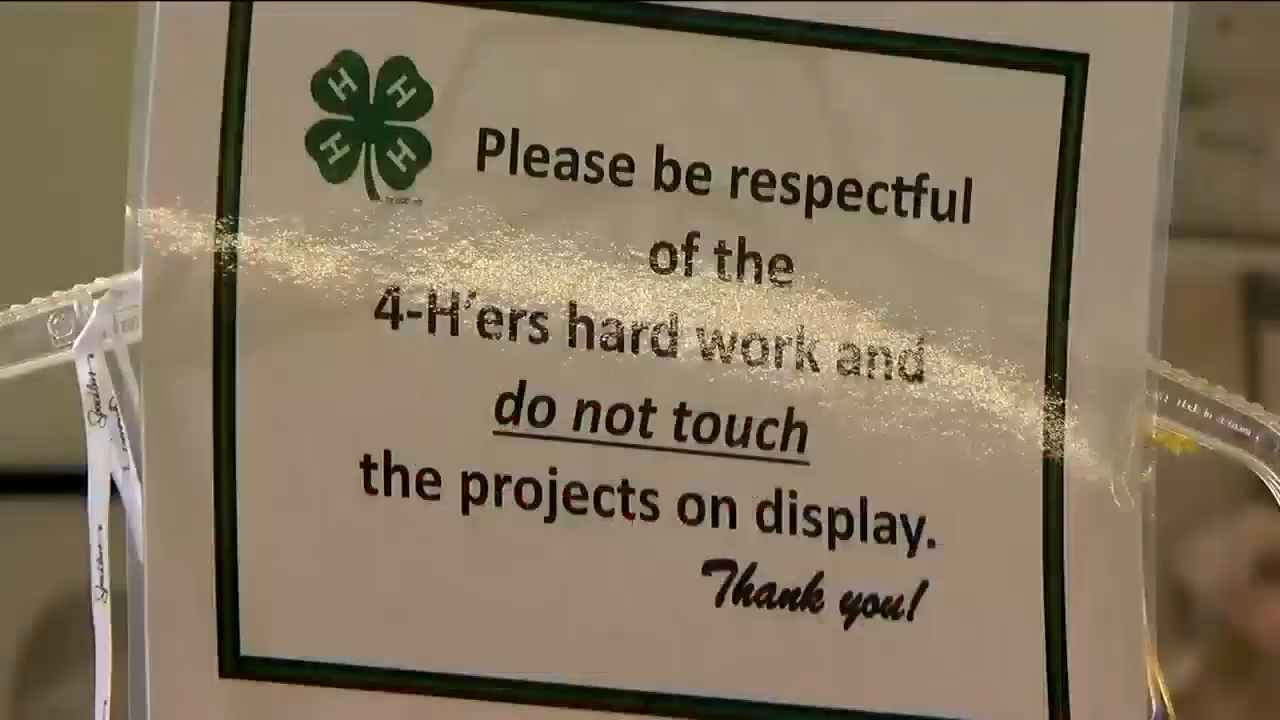 H H
H H
Please be respectful
of the
4-H'ers hard work and
do not touch
the projects on display.
Thank you!